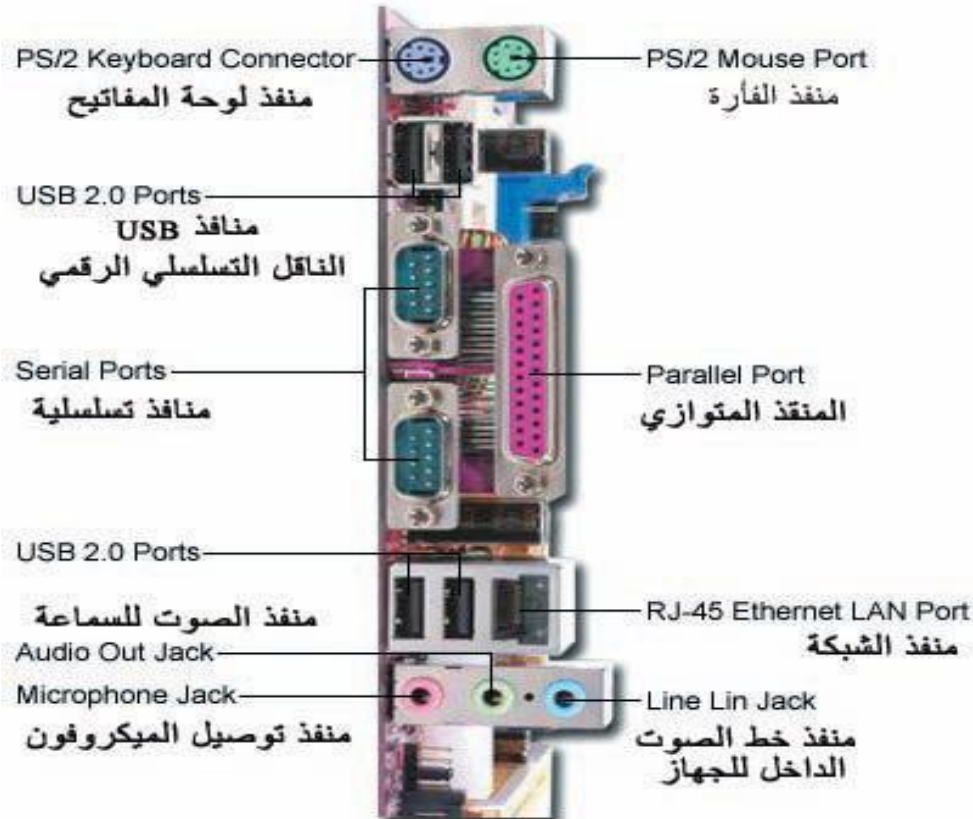 PS/2 Keyboard Connector
منفذ لوحة المفاتيح
PS/2 Mouse Port
منفذ الفأرة
USB 2.0 Ports
منافذ USB
الناقل التسلسلي الرقمي
Serial Ports
منافذ تسلسلية
Parallel Port
المنقذ المتوازي
USB 2.0 Ports
منفذ الصوت للسماعة
Audio Out Jack
RJ-45 Ethernet LAN Port
منفذ الشبكة
Microphone Jack
منفذ توصيل الميكروفون
Line Lin Jack
منفذ خط الصوت
الداخل للجهاز